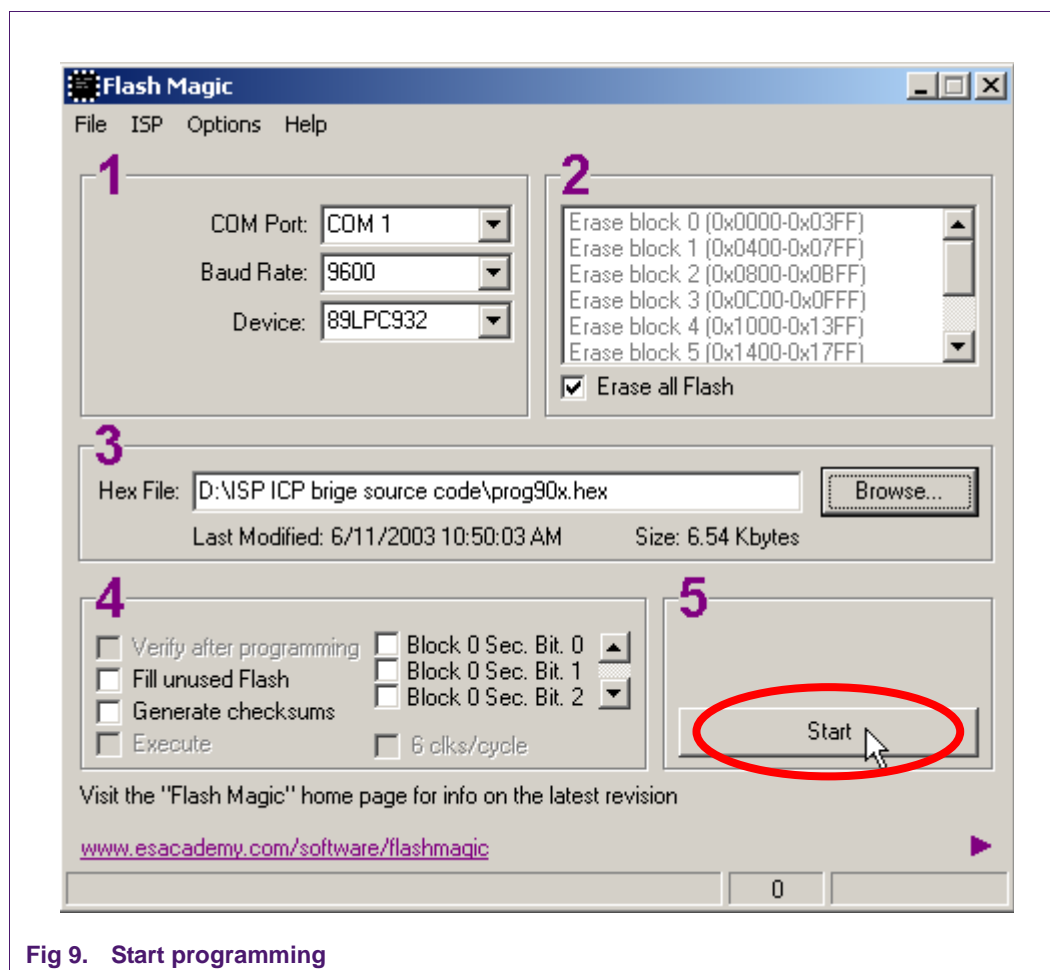 Flash Magic
File ISP Options Help
1
COM Port: COM 1
Baud Rate: 9600
Device: 89LPC932
2
Erase block 0 (0x0000-0x03FF)
Erase block 1 (0x0400-0x07FF)
Erase block 2 (0x0800-0x0BFF)
Erase block 3 (0x0C00-0x0FFF)
Erase block 4 (0x1000-0x13FF)
Erase block 5 (0x1400-0x17FF)
Erase all Flash
3
Hex File: D:\ISP ICP brige source code\prog90x.hex Browse...
Last Modified: 6/11/2003 10:50:03 AM Size: 6.54 Kbytes
4
Verify after programming
Fill unused Flash
Generate checksums
Execute
Block 0 Sec. Bit. 0
Block 0 Sec. Bit. 1
Block 0 Sec. Bit. 2
6 clks/cycle
5
Start
Visit the "Flash Magic" home page for info on the latest revision
www.esacademy.com/software/flashmagic
0
Fig 9. Start programming